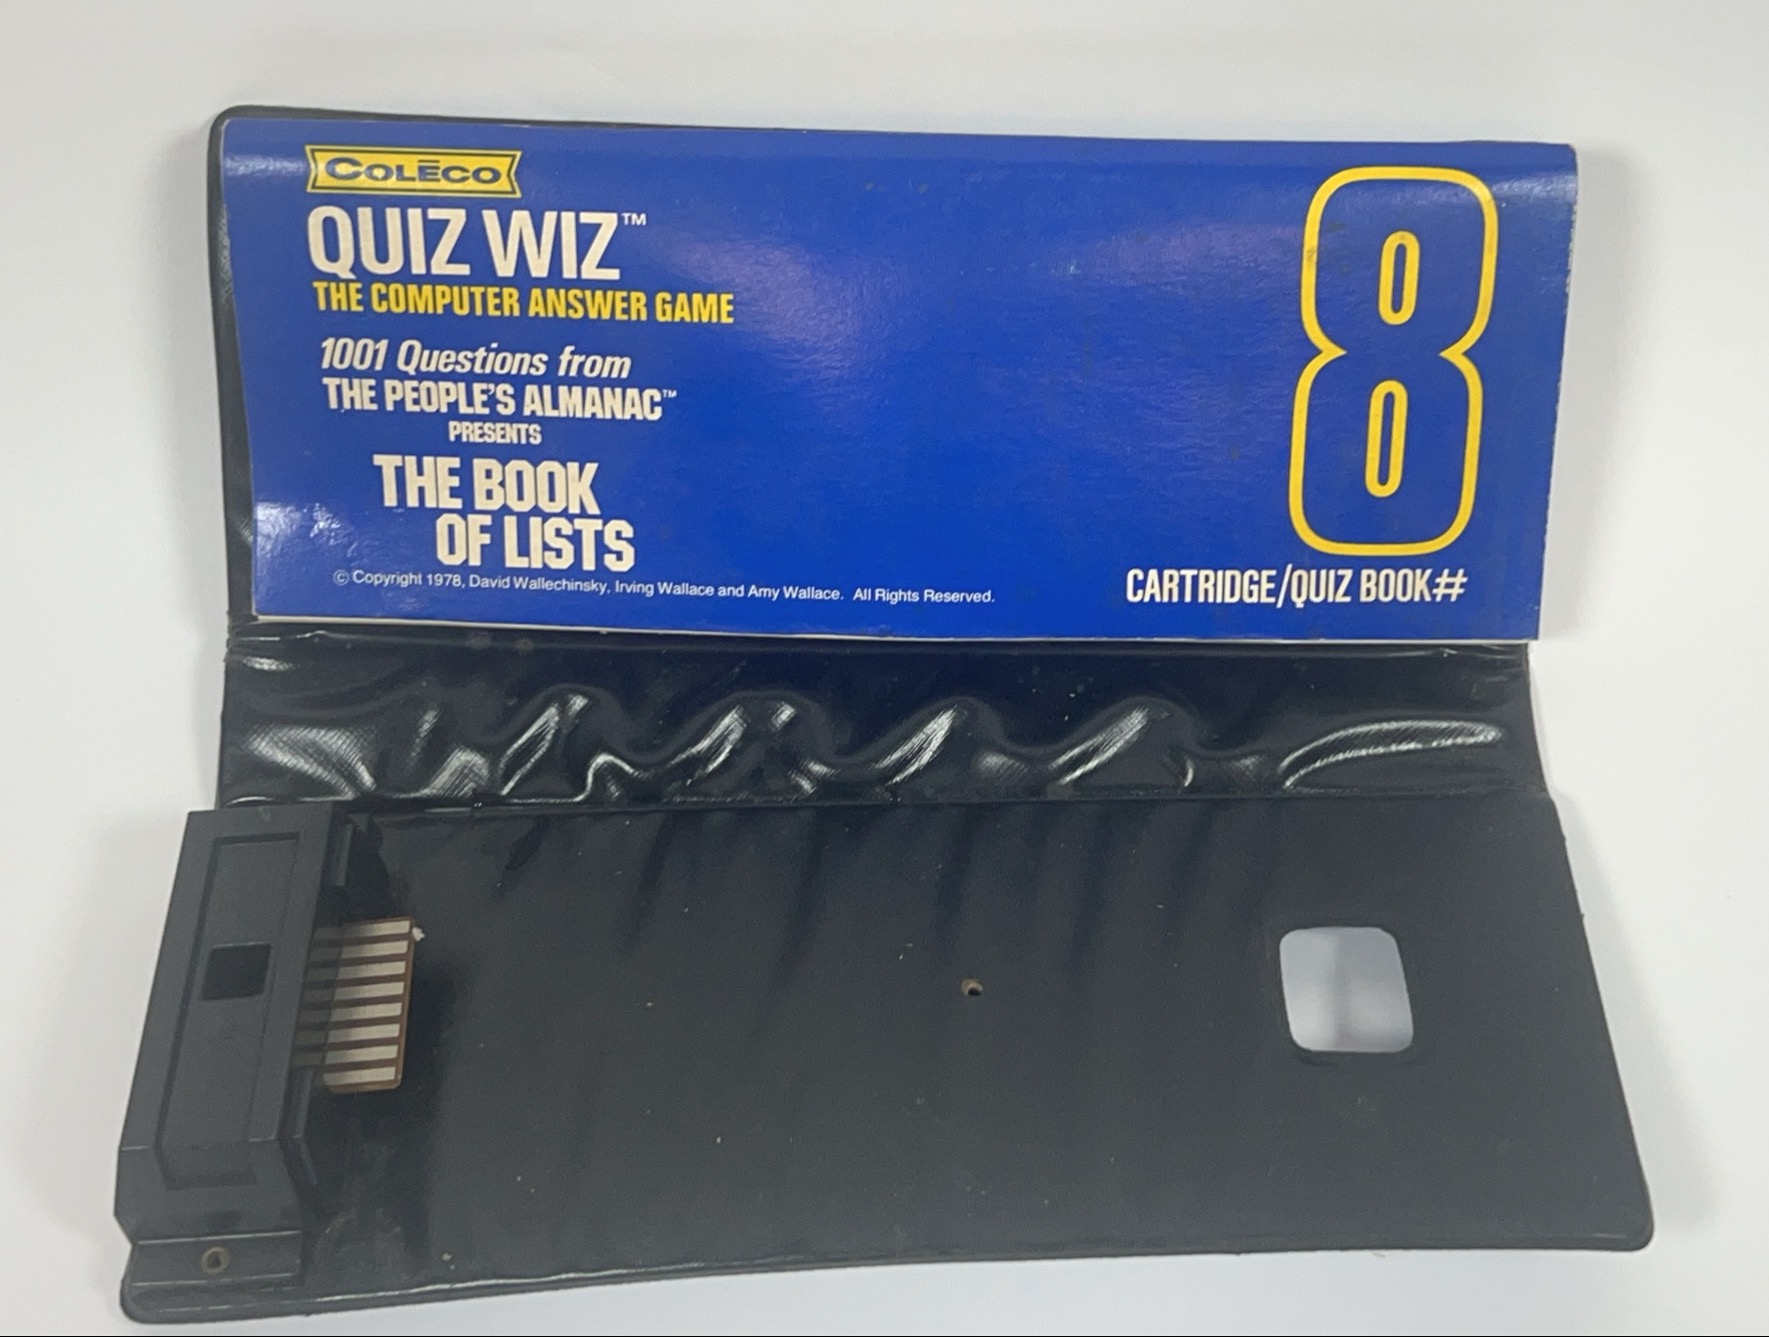 COLĒCO
QUIZ WIZ™
THE COMPUTER ANSWER GAME
1001 Questions from
THE PEOPLE'S ALMANAC™
PRESENTS
THE BOOK
OF LISTS
© Copyright 1978, David Wallechinsky, Irving Wallace and Amy Wallace. All Rights Reserved.
8
CARTRIDGE/QUIZ BOOK#